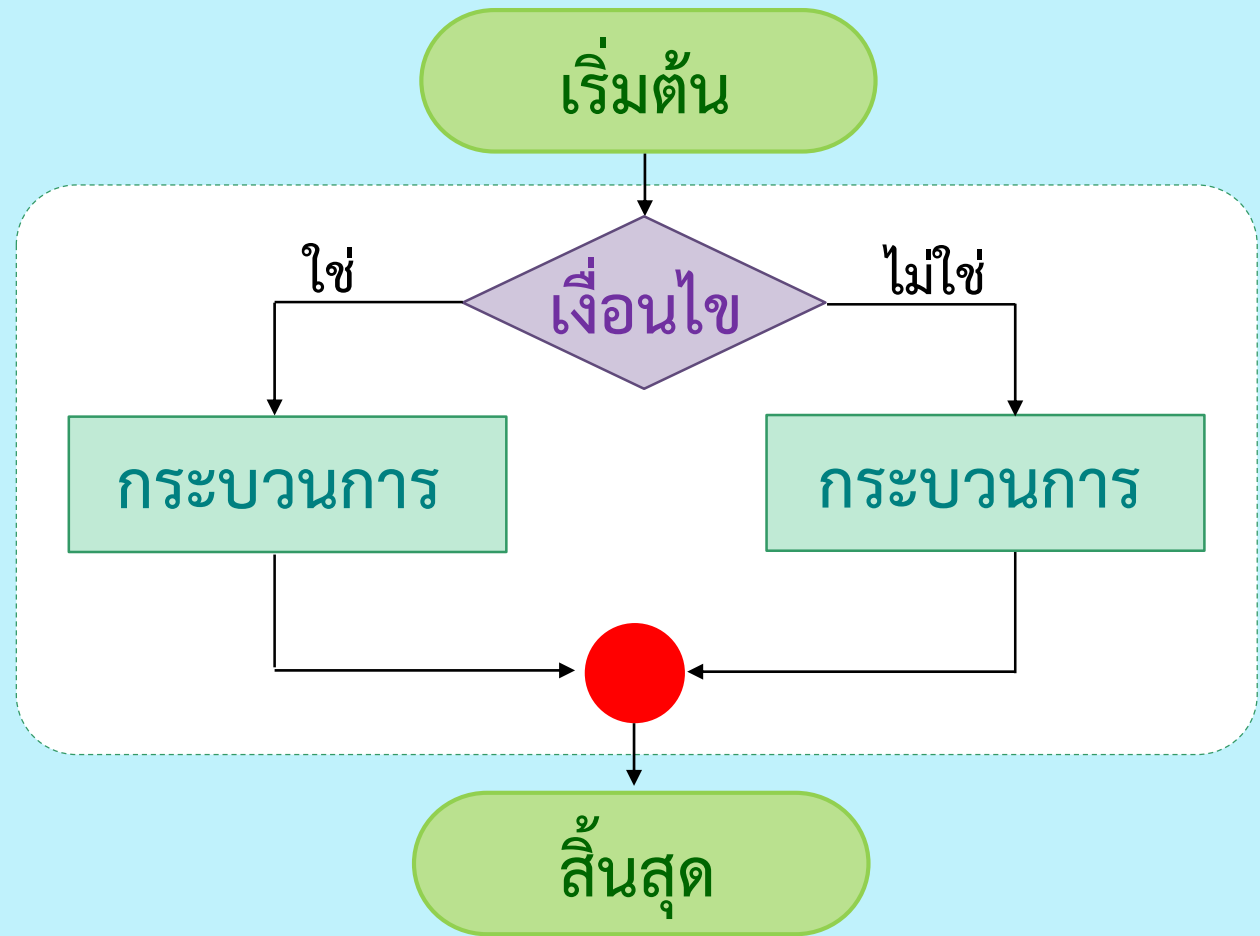 เริ่มต้น
ใช่
ไม่ใช่
เงื่อนไข
กระบวนการ
กระบวนการ
สิ้นสุด